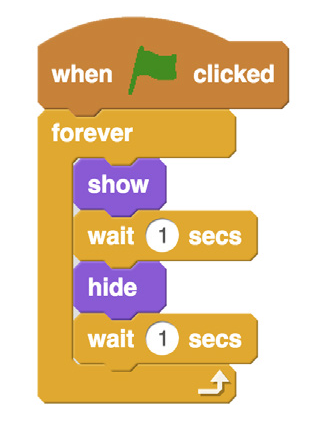 when clicked
forever
show
wait 1 secs
hide
wait 1 secs